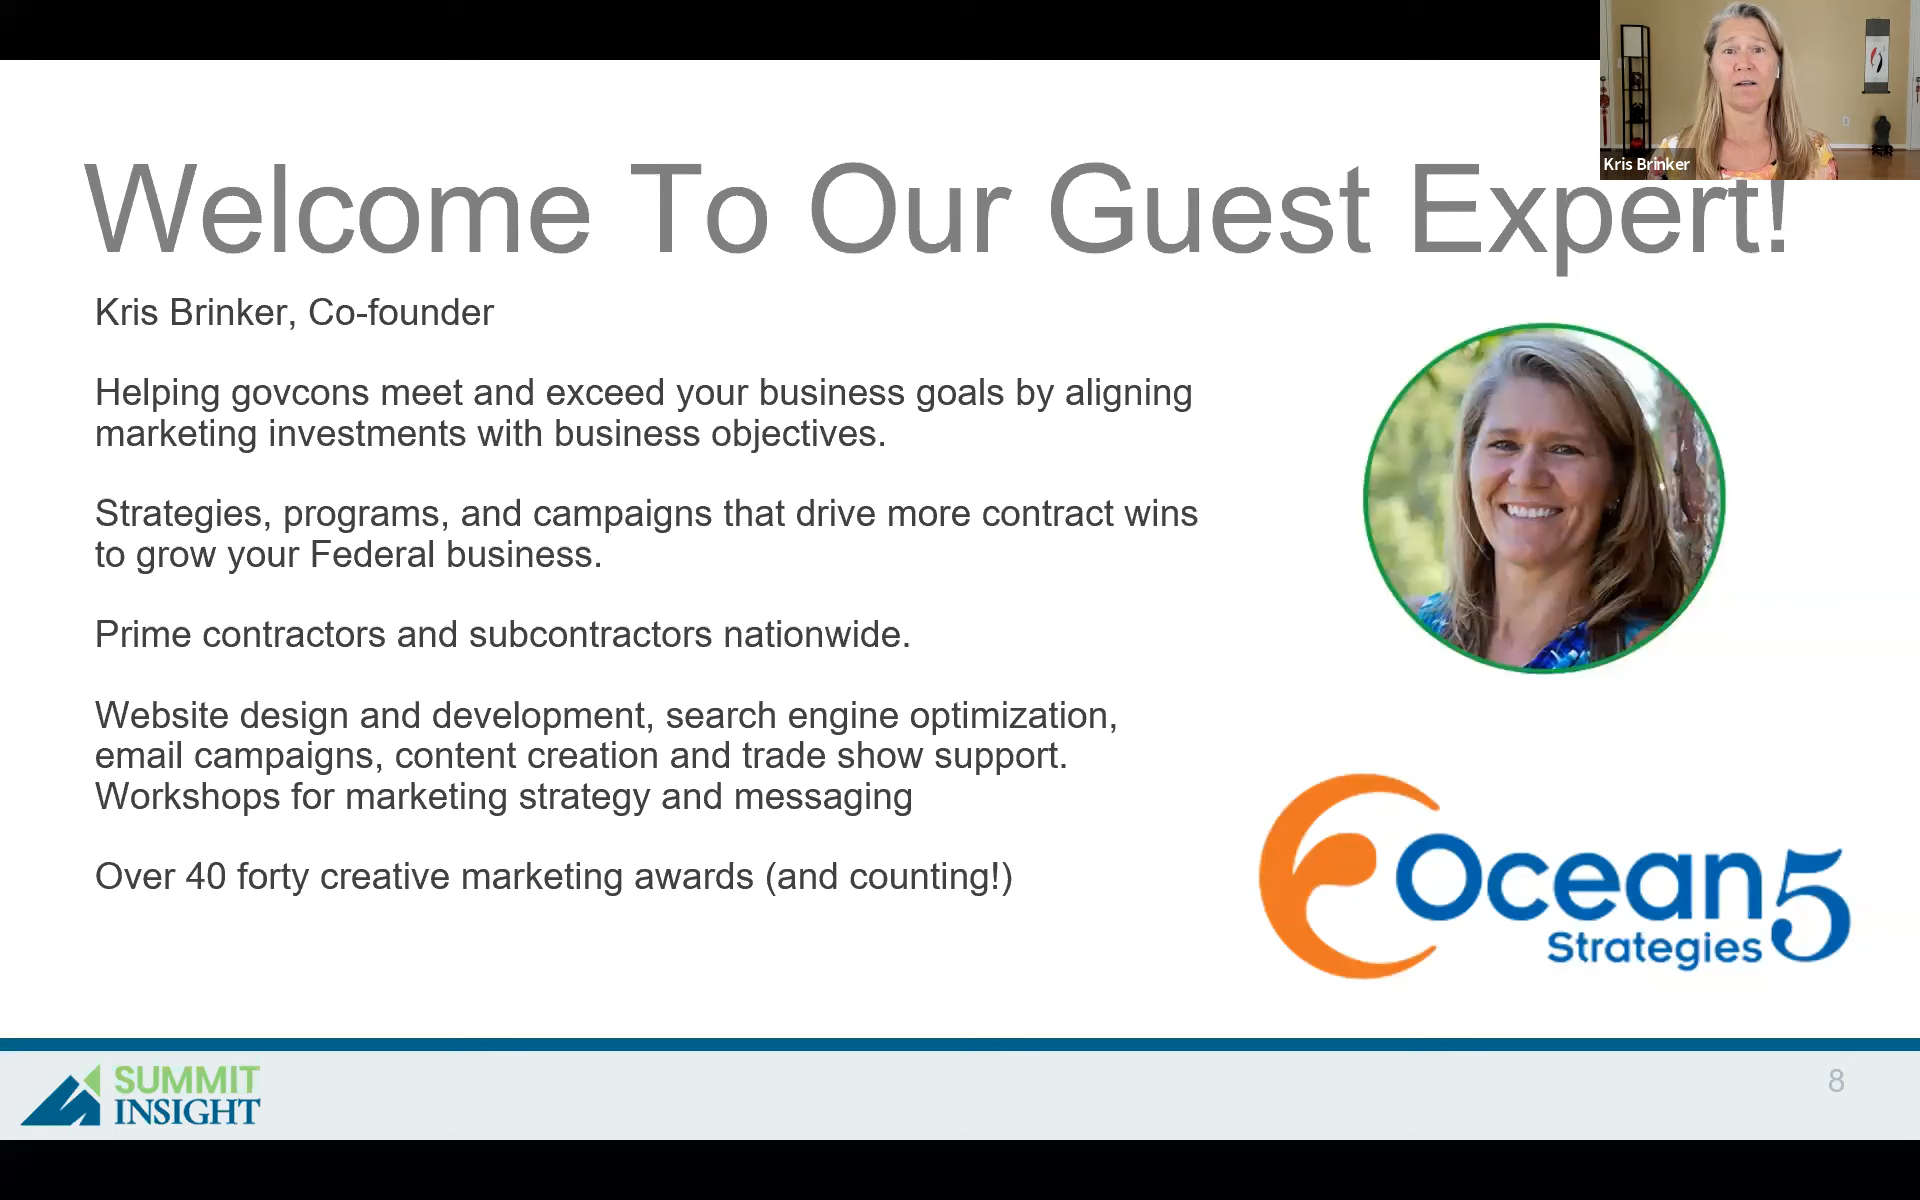 Kris Brinker
Welcome To Our Guest Expert!
Kris Brinker, Co-founder
Helping govcons meet and exceed your business goals by aligning
marketing investments with business objectives.
Strategies, programs, and campaigns that drive more contract wins
to grow your Federal business.
Prime contractors and subcontractors nationwide.
Website design and development, search engine optimization,
email campaigns, content creation and trade show support.
Workshops for marketing strategy and messaging
Over 40 forty creative marketing awards (and counting!)
Ocean5
Strategies
SUMMIT
INSIGHT
8